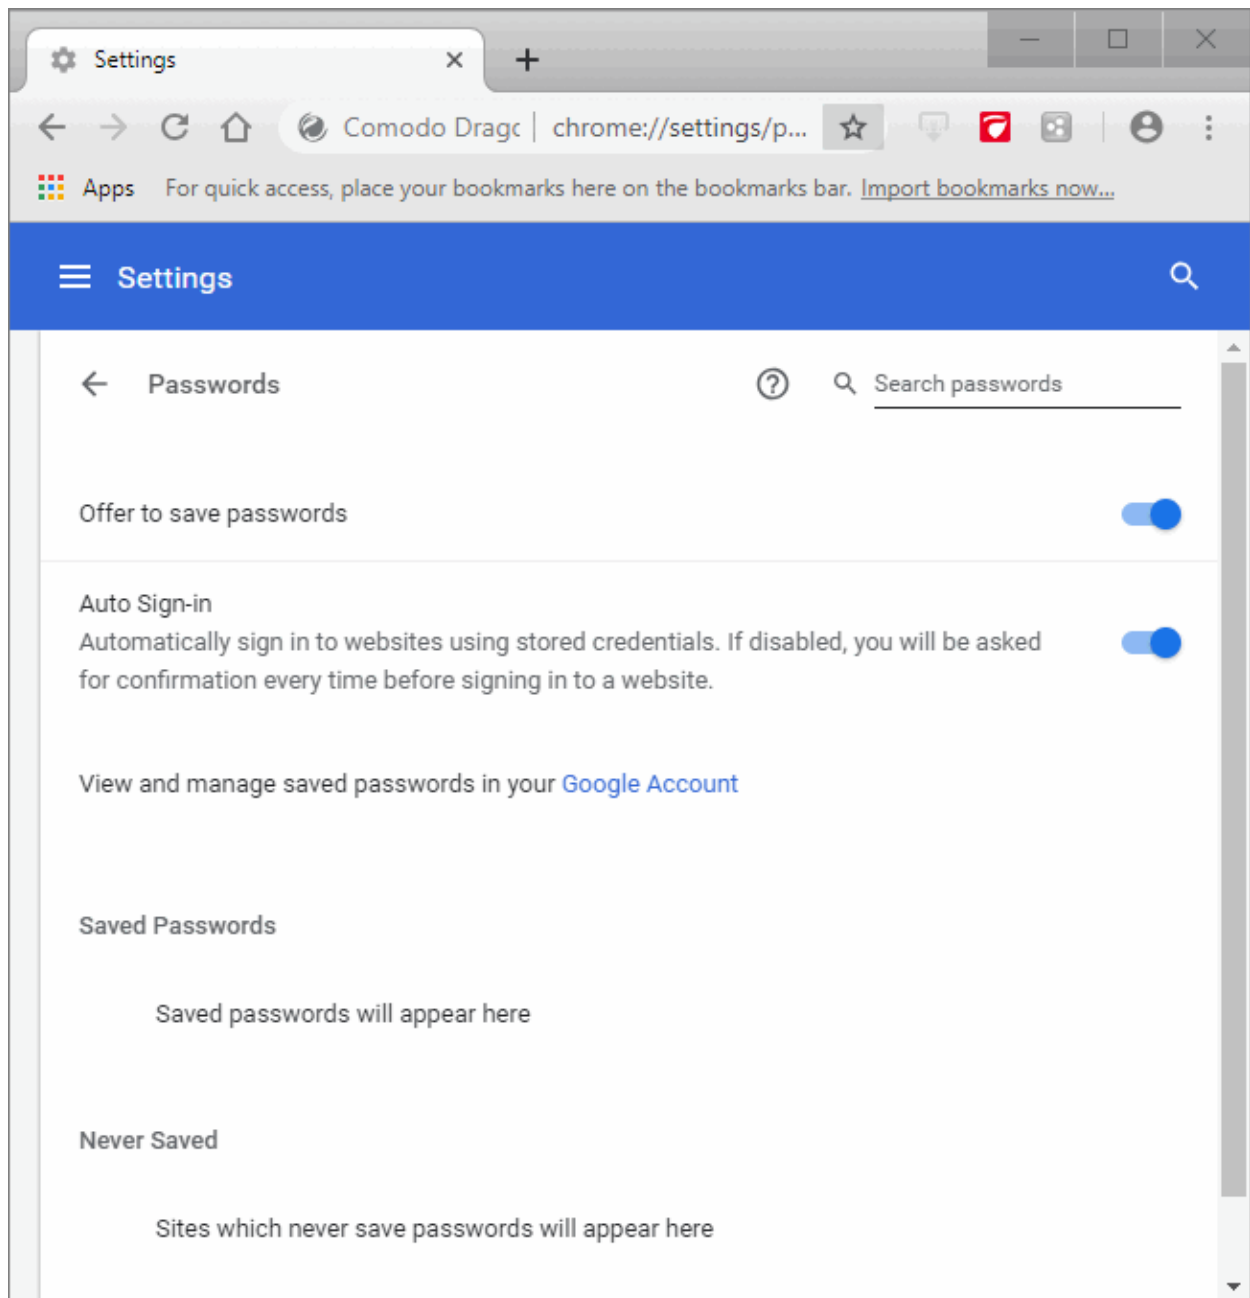 Settings
Comodo Drago chrome://settings/p...
Apps For quick access, place your bookmarks here on the bookmarks bar. Import bookmarks now...
Settings
Passwords Search passwords
Offer to save passwords
Auto Sign-in
Automatically sign in to websites using stored credentials. If disabled, you will be asked
for confirmation every time before signing in to a website.
View and manage saved passwords in your Google Account
Saved Passwords
Saved passwords will appear here
Never Saved
Sites which never save passwords will appear here